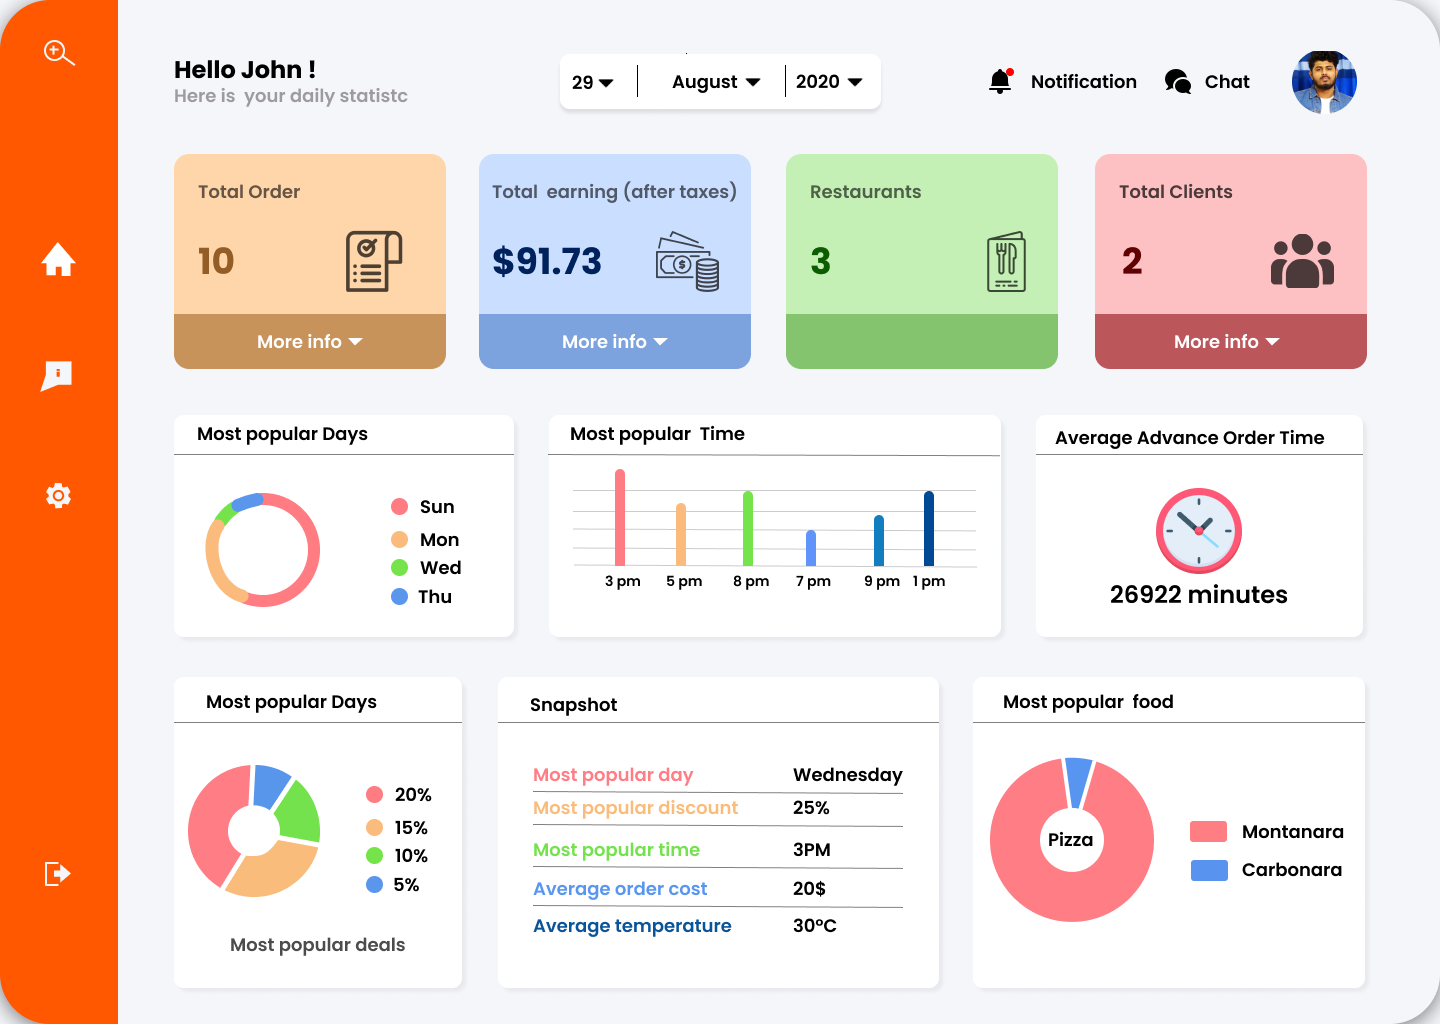 Hello John !
Here is  your daily statistc
29
August
2020
Notification
Chat
Total Order
10
More info
Total  earning (after taxes)
$91.73
More info
Restaurants
3
Total Clients
2
More info
Most popular Days
Sun
Mon
Wed
Thu
Most popular  Time
3 pm
5 pm
8 pm
7 pm
9 pm
1 pm
Average Advance Order Time
26922 minutes
Most popular Days
20%
15%
10%
5%
Most popular deals
Snapshot
Most popular day Wednesday
Most popular discount 25%
Most popular time 3PM
Average order cost 20$
Average temperature 30°C
Most popular  food
Pizza
Montanara
Carbonara